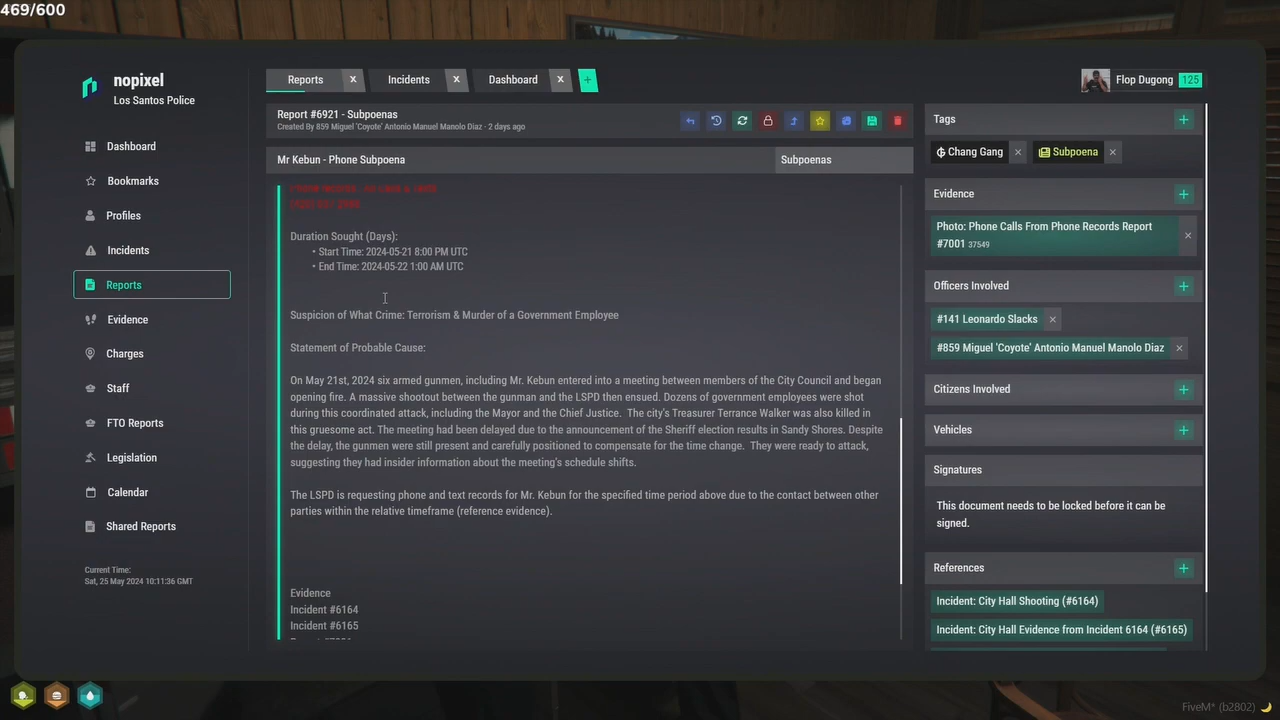 469/600
nopixel
Los Santos Police
Reports x
Incidents x
Dashboard x
+
Flop Dugong 125
Dashboard
Bookmarks
Profiles
Incidents
Reports
Evidence
Charges
Staff
FTO Reports
Legislation
Calendar
Shared Reports
Current Time:
Sat, 25 May 2024 10:11:36 GMT
Report #6921 - Subpoenas
Created By 859 Miguel 'Coyote' Antonio Manuel Manolo Diaz · 2 days ago
Mr Kebun - Phone Subpoena
Subpoenas
Duration Sought (Days):
• Start Time: 2024-05-21 8:00 PM UTC
• End Time: 2024-05-22 1:00 AM UTC
Suspicion of What Crime: Terrorism & Murder of a Government Employee
Statement of Probable Cause:
On May 21st, 2024 six armed gunmen, including Mr. Kebun entered into a meeting between members of the City Council and began
opening fire. A massive shootout between the gunman and the LSPD then ensued. Dozens of government employees were shot
during this coordinated attack, including the Mayor and the Chief Justice. The city's Treasurer Terrance Walker was also killed in
this gruesome act. The meeting had been delayed due to the announcement of the Sheriff election results in Sandy Shores. Despite
the delay, the gunmen were still present and carefully positioned to compensate for the time change. They were ready to attack,
suggesting they had insider information about the meeting's schedule shifts.
The LSPD is requesting phone and text records for Mr. Kebun for the specified time period above due to the contact between other
parties within the relative timeframe (reference evidence).
Evidence
Incident #6164
Incident #6165
Tags +
Chang Gang x
Subpoena x
Evidence +
Photo: Phone Calls From Phone Records Report
#7001 37549 x
Officers Involved +
#141 Leonardo Slacks x
#859 Miguel 'Coyote' Antonio Manuel Manolo Diaz x
Citizens Involved +
Vehicles +
Signatures
This document needs to be locked before it can be
signed.
References +
Incident: City Hall Shooting (#6164)
Incident: City Hall Evidence from Incident 6164 (#6165)
FiveM* (b2802)